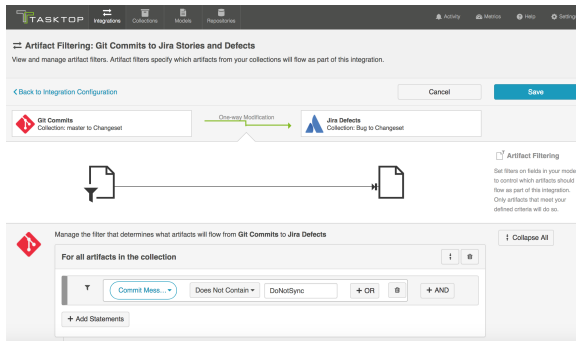 TASKTOP
Integrations
Collections
Models
Repositories
Activity
Metrics
Help
Settings
Artifact Filtering: Git Commits to Jira Stories and Defects
View and manage artifact filters. Artifact filters specify which artifacts from your collections will flow as part of this integration.
Back to Integration Configuration
Cancel
Save
Git Commits
Collection: master to Changeset
One-way Modification
Jira Defects
Collection: Bug to Changeset
Artifact Filtering
Set filters on fields in your mode
to control which artifacts should
flow as part of this integration.
Only artifacts that meet your
defined criteria will do so.
Manage the filter that determines what artifacts will flow from Git Commits to Jira Defects
Collapse All
For all artifacts in the collection
Commit Mess...
Does Not Contain
DoNotSync
+ OR
+ AND
+ Add Statements